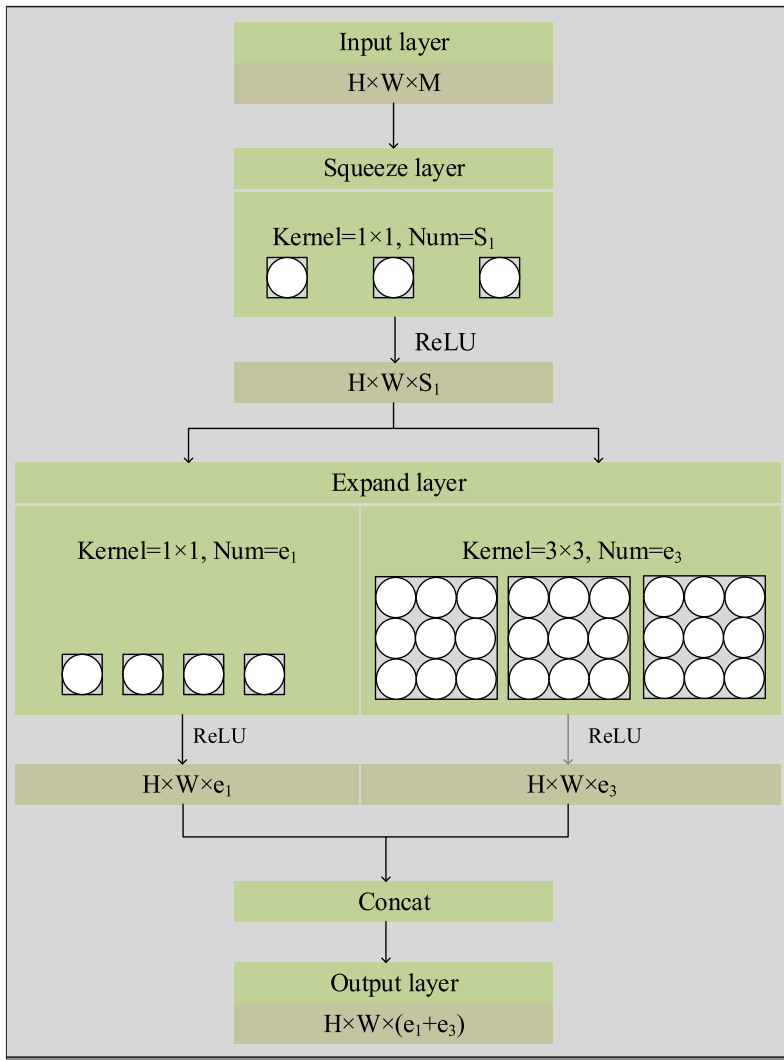 Input layer
H×W×M
Squeeze layer
Kernel=1×1, Num=S₁
ReLU
H×W×S₁
Expand layer
Kernel=1×1, Num=e₁
Kernel=3×3, Num=e₃
ReLU
ReLU
H×W×e₁
H×W×e₃
Concat
Output layer
H×W×(e₁+e₃)